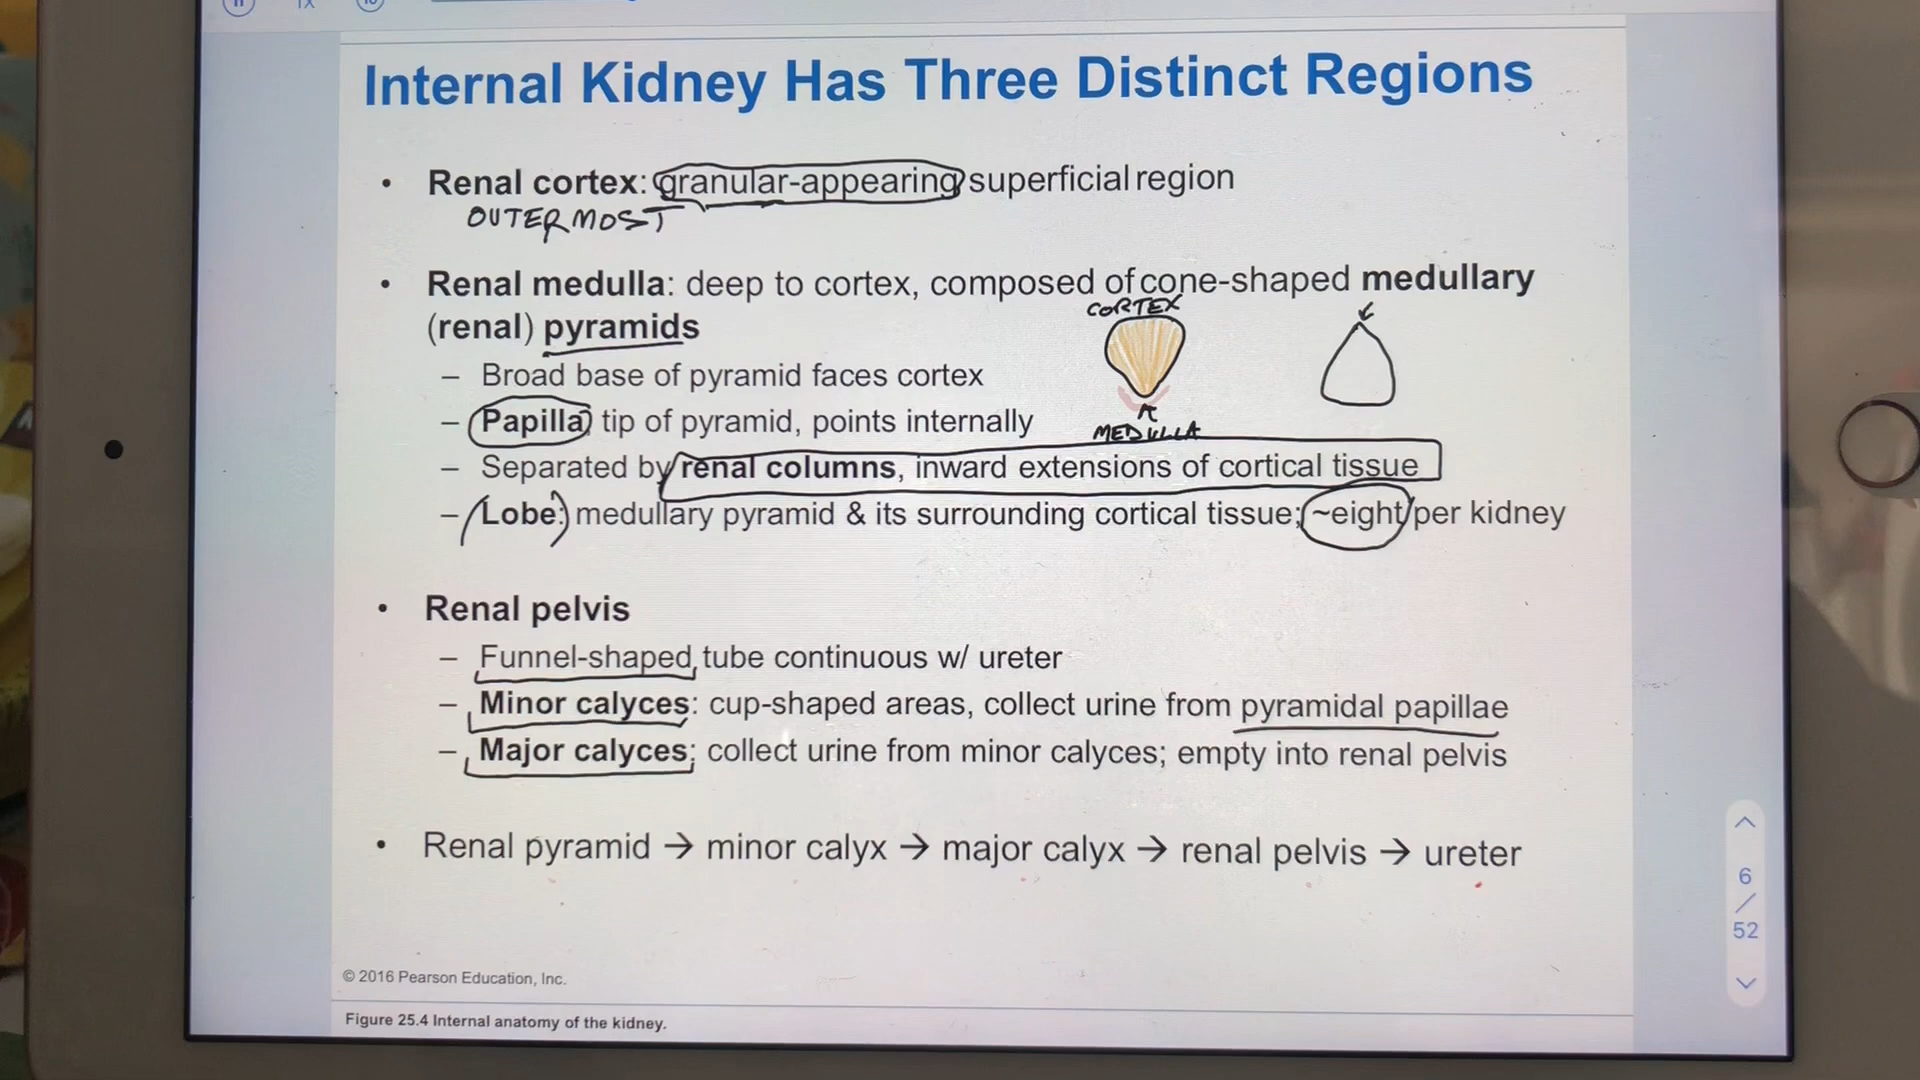 1x
Internal Kidney Has Three Distinct Regions
• Renal cortex: granular-appearing superficial region
OUTERMOST
• Renal medulla: deep to cortex, composed of cone-shaped medullary
(renal) pyramids
CORTEX
– Broad base of pyramid faces cortex
– Papilla, tip of pyramid, points internally
MEDULLA
– Separated by renal columns, inward extensions of cortical tissue
– Lobe: medullary pyramid & its surrounding cortical tissue; ~eight per kidney
• Renal pelvis
– Funnel-shaped tube continuous w/ ureter
– Minor calyces: cup-shaped areas, collect urine from pyramidal papillae
– Major calyces: collect urine from minor calyces; empty into renal pelvis
• Renal pyramid → minor calyx → major calyx → renal pelvis → ureter
6
/
52
© 2016 Pearson Education, Inc.
Figure 25.4 Internal anatomy of the kidney.